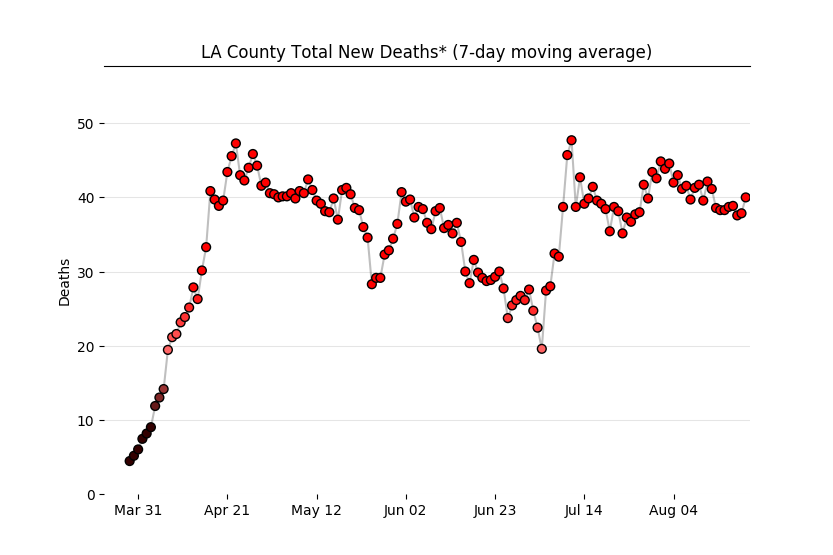 LA County Total New Deaths* (7-day moving average)
50
40
30
20
10
0
Deaths
Mar 31 Apr 21 May 12 Jun 02 Jun 23 Jul 14 Aug 04